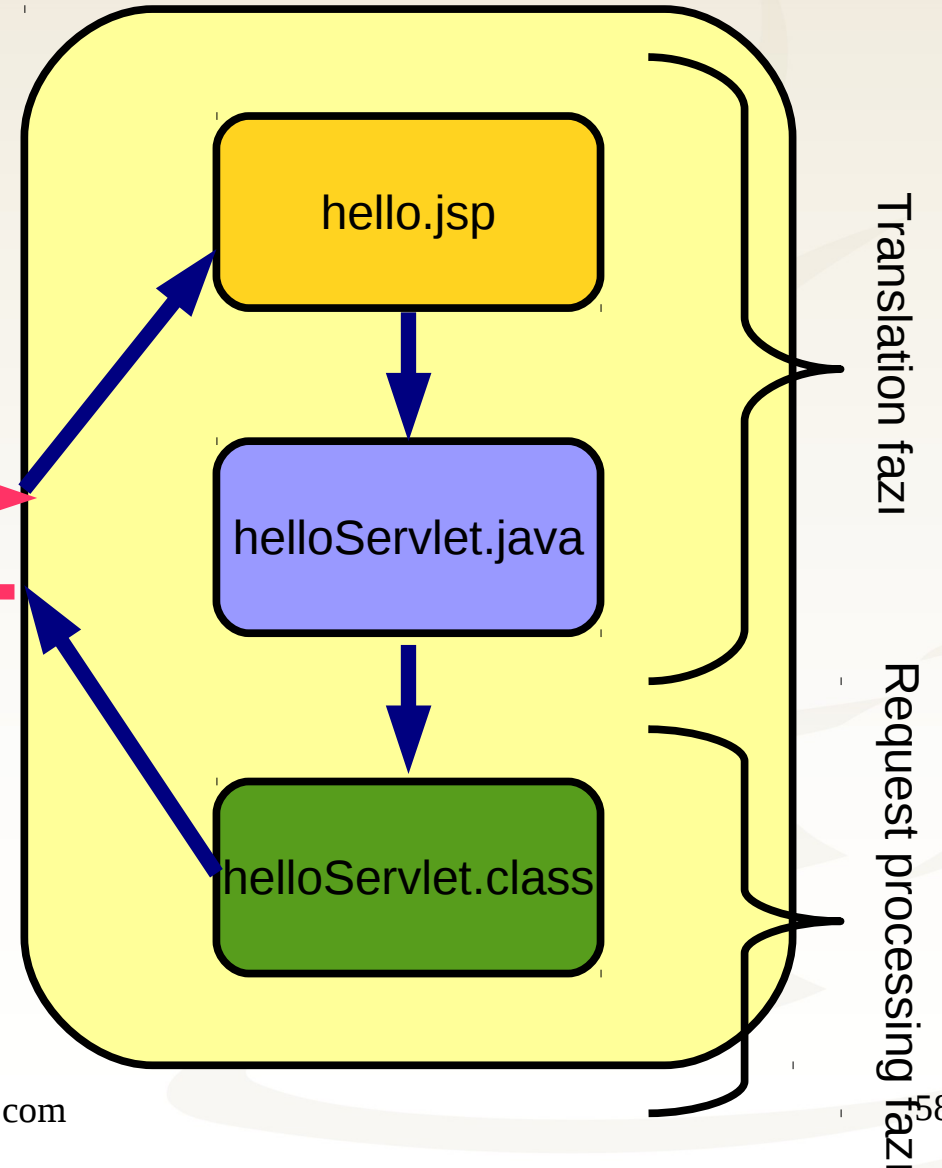 hello.jsp
Translation fazı
helloServlet.java
Request processing fazı
helloServlet.class
com
58